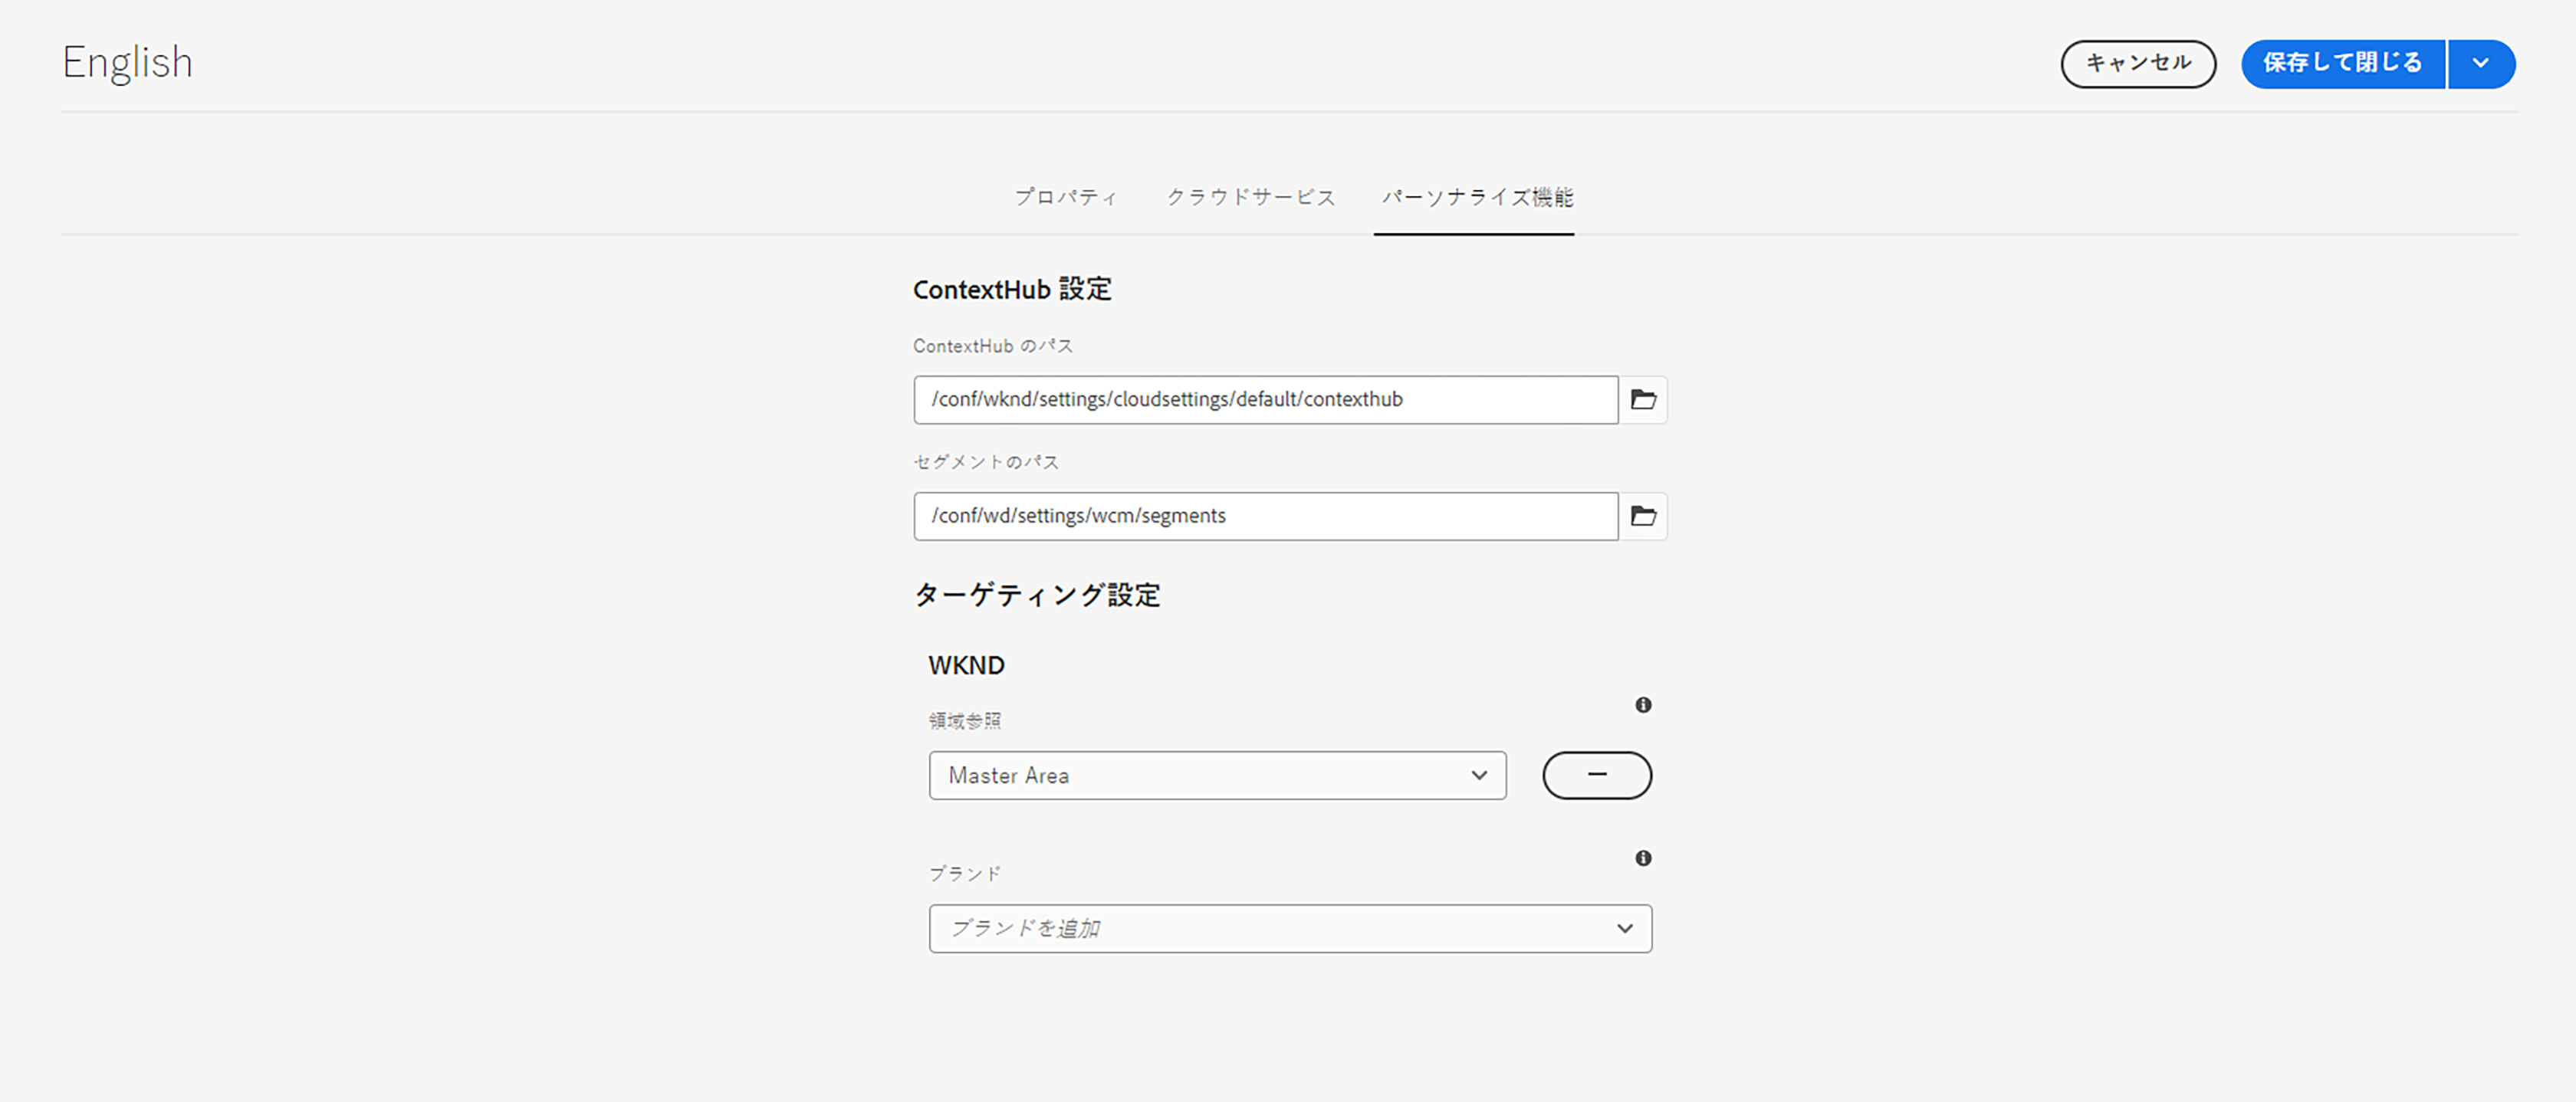 English
キャンセル
保存して閉じる
プロパティ
クラウドサービス
パーソナライズ機能
ContextHub 設定
ContextHub のパス
/conf/wknd/settings/cloudsettings/default/contexthub
セグメントのパス
/conf/wd/settings/wcm/segments
ターゲティング設定
WKND
領域参照
Master Area
ブランド
ブランドを追加